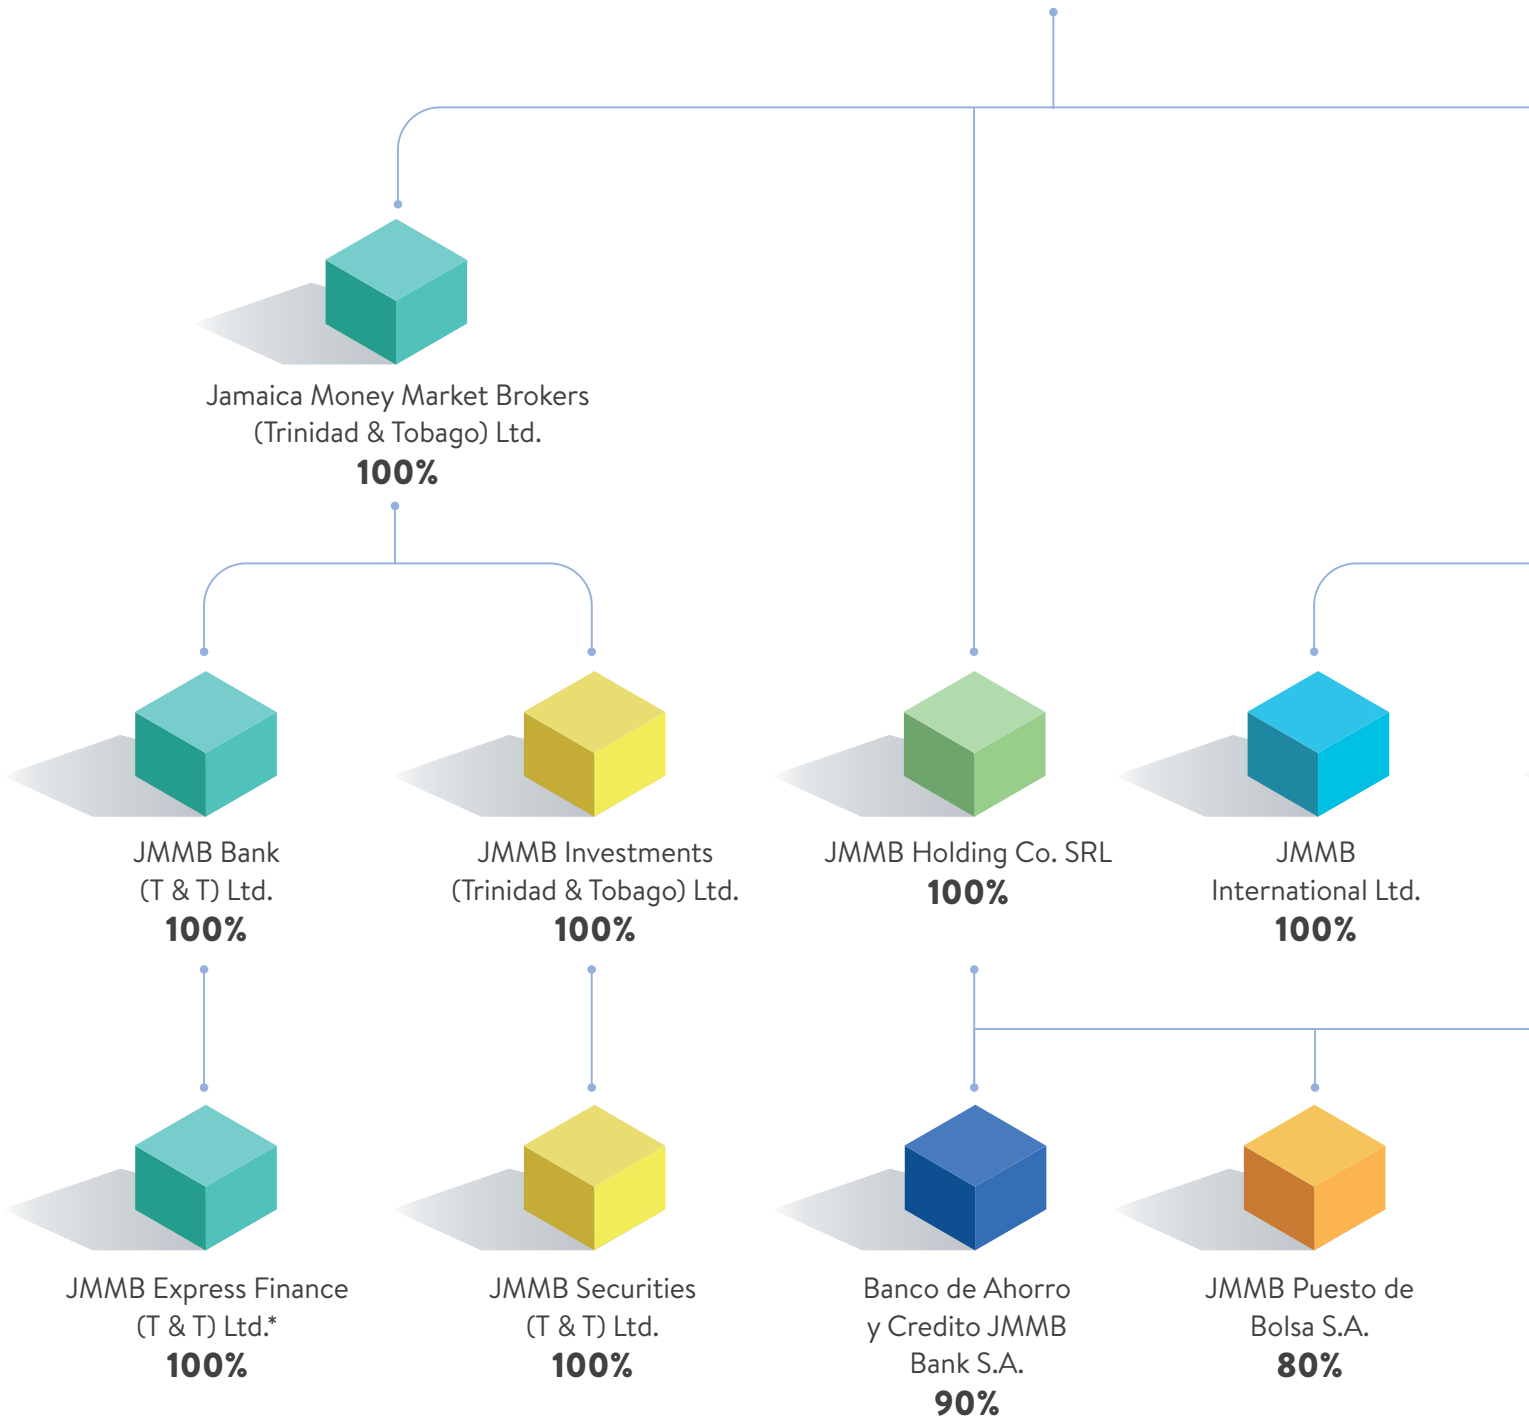 Jamaica Money Market Brokers
(Trinidad & Tobago) Ltd.
100%
JMMB Bank
(T & T) Ltd.
100%
JMMB Investments
(Trinidad & Tobago) Ltd.
100%
JMMB Holding Co. SRL
100%
JMMB
International Ltd.
100%
JMMB Express Finance
(T & T) Ltd.*
100%
JMMB Securities
(T & T) Ltd.
100%
Banco de Ahorro
y Credito JMMB
Bank S.A.
90%
JMMB Puesto de
Bolsa S.A.
80%